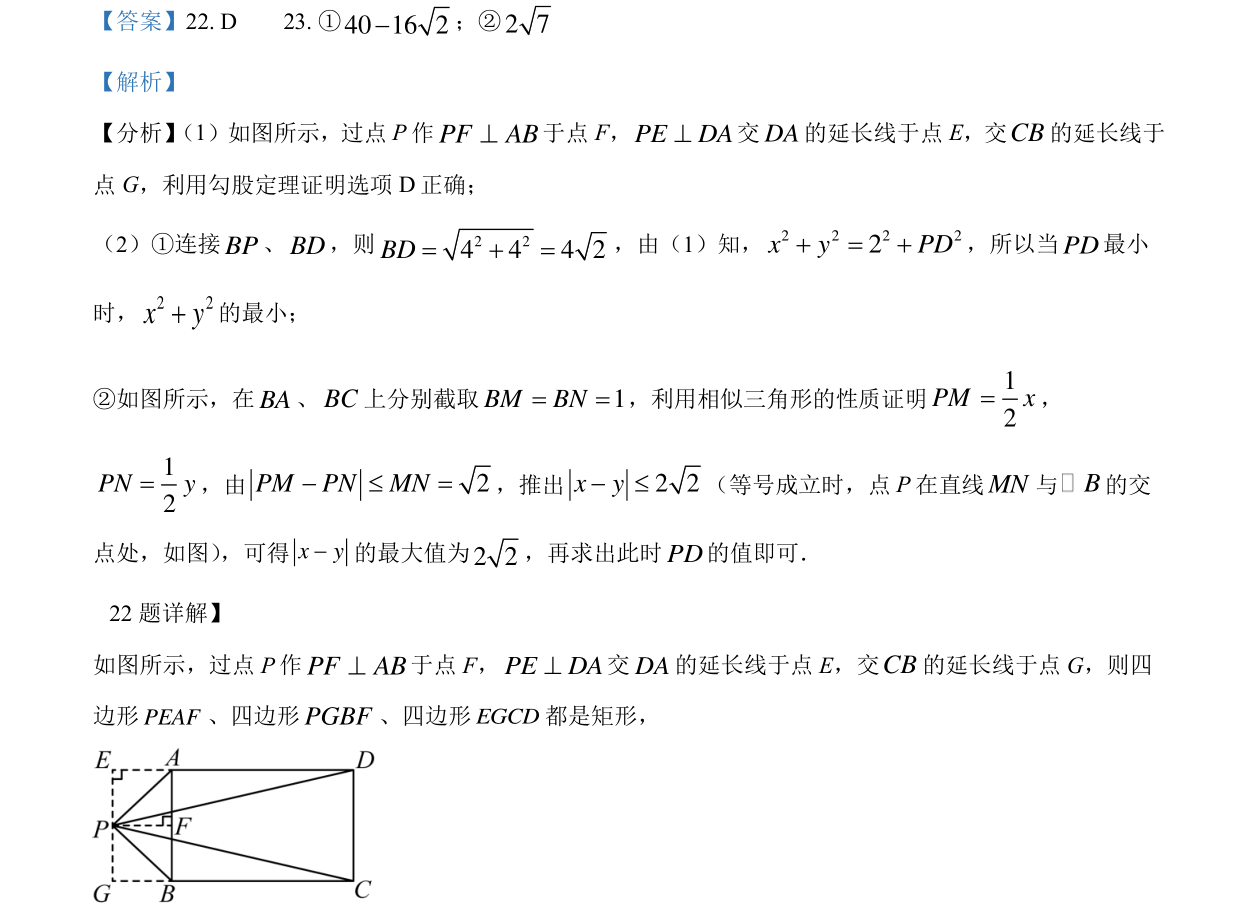 【答案】22. D 23. ①40−16√2；②2√7
【解析】
【分析】（1）如图所示，过点 P 作 PF ⊥ AB 于点 F，PE ⊥ DA 交 DA 的延长线于点 E，交 CB 的延长线于
点 G，利用勾股定理证明选项 D 正确；
（2）①连接 BP、BD，则 BD = √(4² + 4²) = 4√2，由（1）知，x² + y² = 2² + PD²，所以当 PD 最小
时，x² + y² 的最小；
②如图所示，在 BA、BC 上分别截取 BM = BN = 1，利用相似三角形的性质证明 PM = 1/2 x，
PN = 1/2 y，由 |PM − PN| ≤ MN = √2，推出 |x − y| ≤ 2√2（等号成立时，点 P 在直线 MN 与□ B 的交
点处，如图），可得 |x − y| 的最大值为 2√2，再求出此时 PD 的值即可．
22 题详解】
如图所示，过点 P 作 PF ⊥ AB 于点 F，PE ⊥ DA 交 DA 的延长线于点 E，交 CB 的延长线于点 G，则四
边形 PEAF、四边形 PGBF、四边形 EGCD 都是矩形，
E A D
P F
G B C